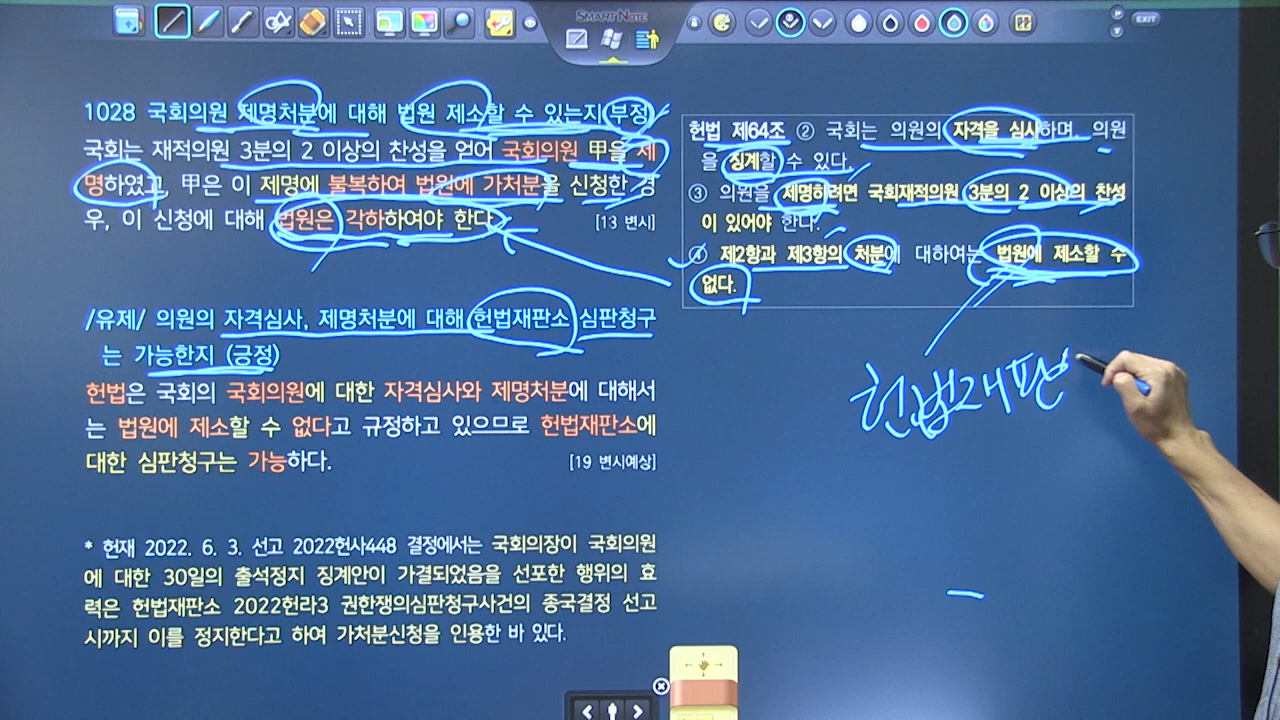 SMARTNOTE
EXIT
1028 국회의원 제명처분에 대해 법원 제소할 수 있는지 부정
국회는 재적의원 3분의 2 이상의 찬성을 얻어 국회의원 甲을 제
명하였고, 甲은 이 제명에 불복하여 법원에 가처분을 신청한 경
우, 이 신청에 대해 법원은 각하하여야 한다. [13 변시]
/유제/ 의원의 자격심사, 제명처분에 대해 헌법재판소 심판청구
는 가능한지 (긍정)
헌법은 국회의 국회의원에 대한 자격심사와 제명처분에 대해서
는 법원에 제소할 수 없다고 규정하고 있으므로 헌법재판소에
대한 심판청구는 가능하다. [19 변시예상]
* 헌재 2022. 6. 3. 선고 2022헌사448 결정에서는 국회의장이 국회의원
에 대한 30일의 출석정지 징계안이 가결되었음을 선포한 행위의 효
력은 헌법재판소 2022헌라3 권한쟁의심판청구사건의 종국결정 선고
시까지 이를 정지한다고 하여 가처분신청을 인용한 바 있다.
헌법 제64조 ② 국회는 의원의 자격을 심사하며, 의원
을 징계할 수 있다.
③ 의원을 제명하려면 국회재적의원 3분의 2 이상의 찬성
이 있어야 한다.
④ 제2항과 제3항의 처분에 대하여는 법원에 제소할 수
없다.
헌법재판